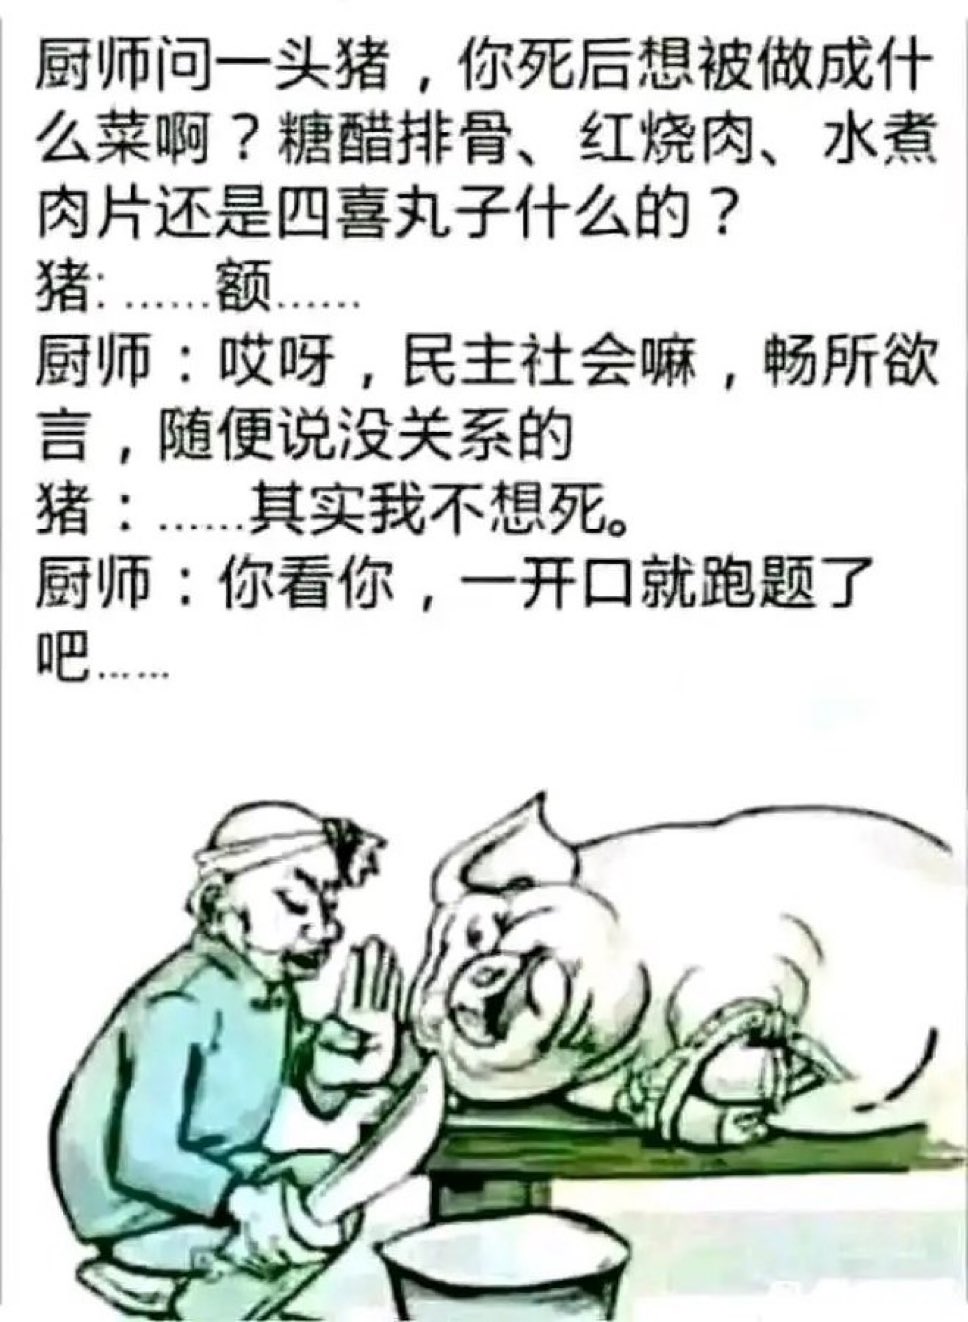 厨师问一头猪，你死后想被做成什
么菜啊？糖醋排骨、红烧肉、水煮
肉片还是四喜丸子什么的？
猪: ……额……
厨师：哎呀，民主社会嘛，畅所欲
言，随便说没关系的
猪：……其实我不想死。
厨师：你看你，一开口就跑题了
吧……